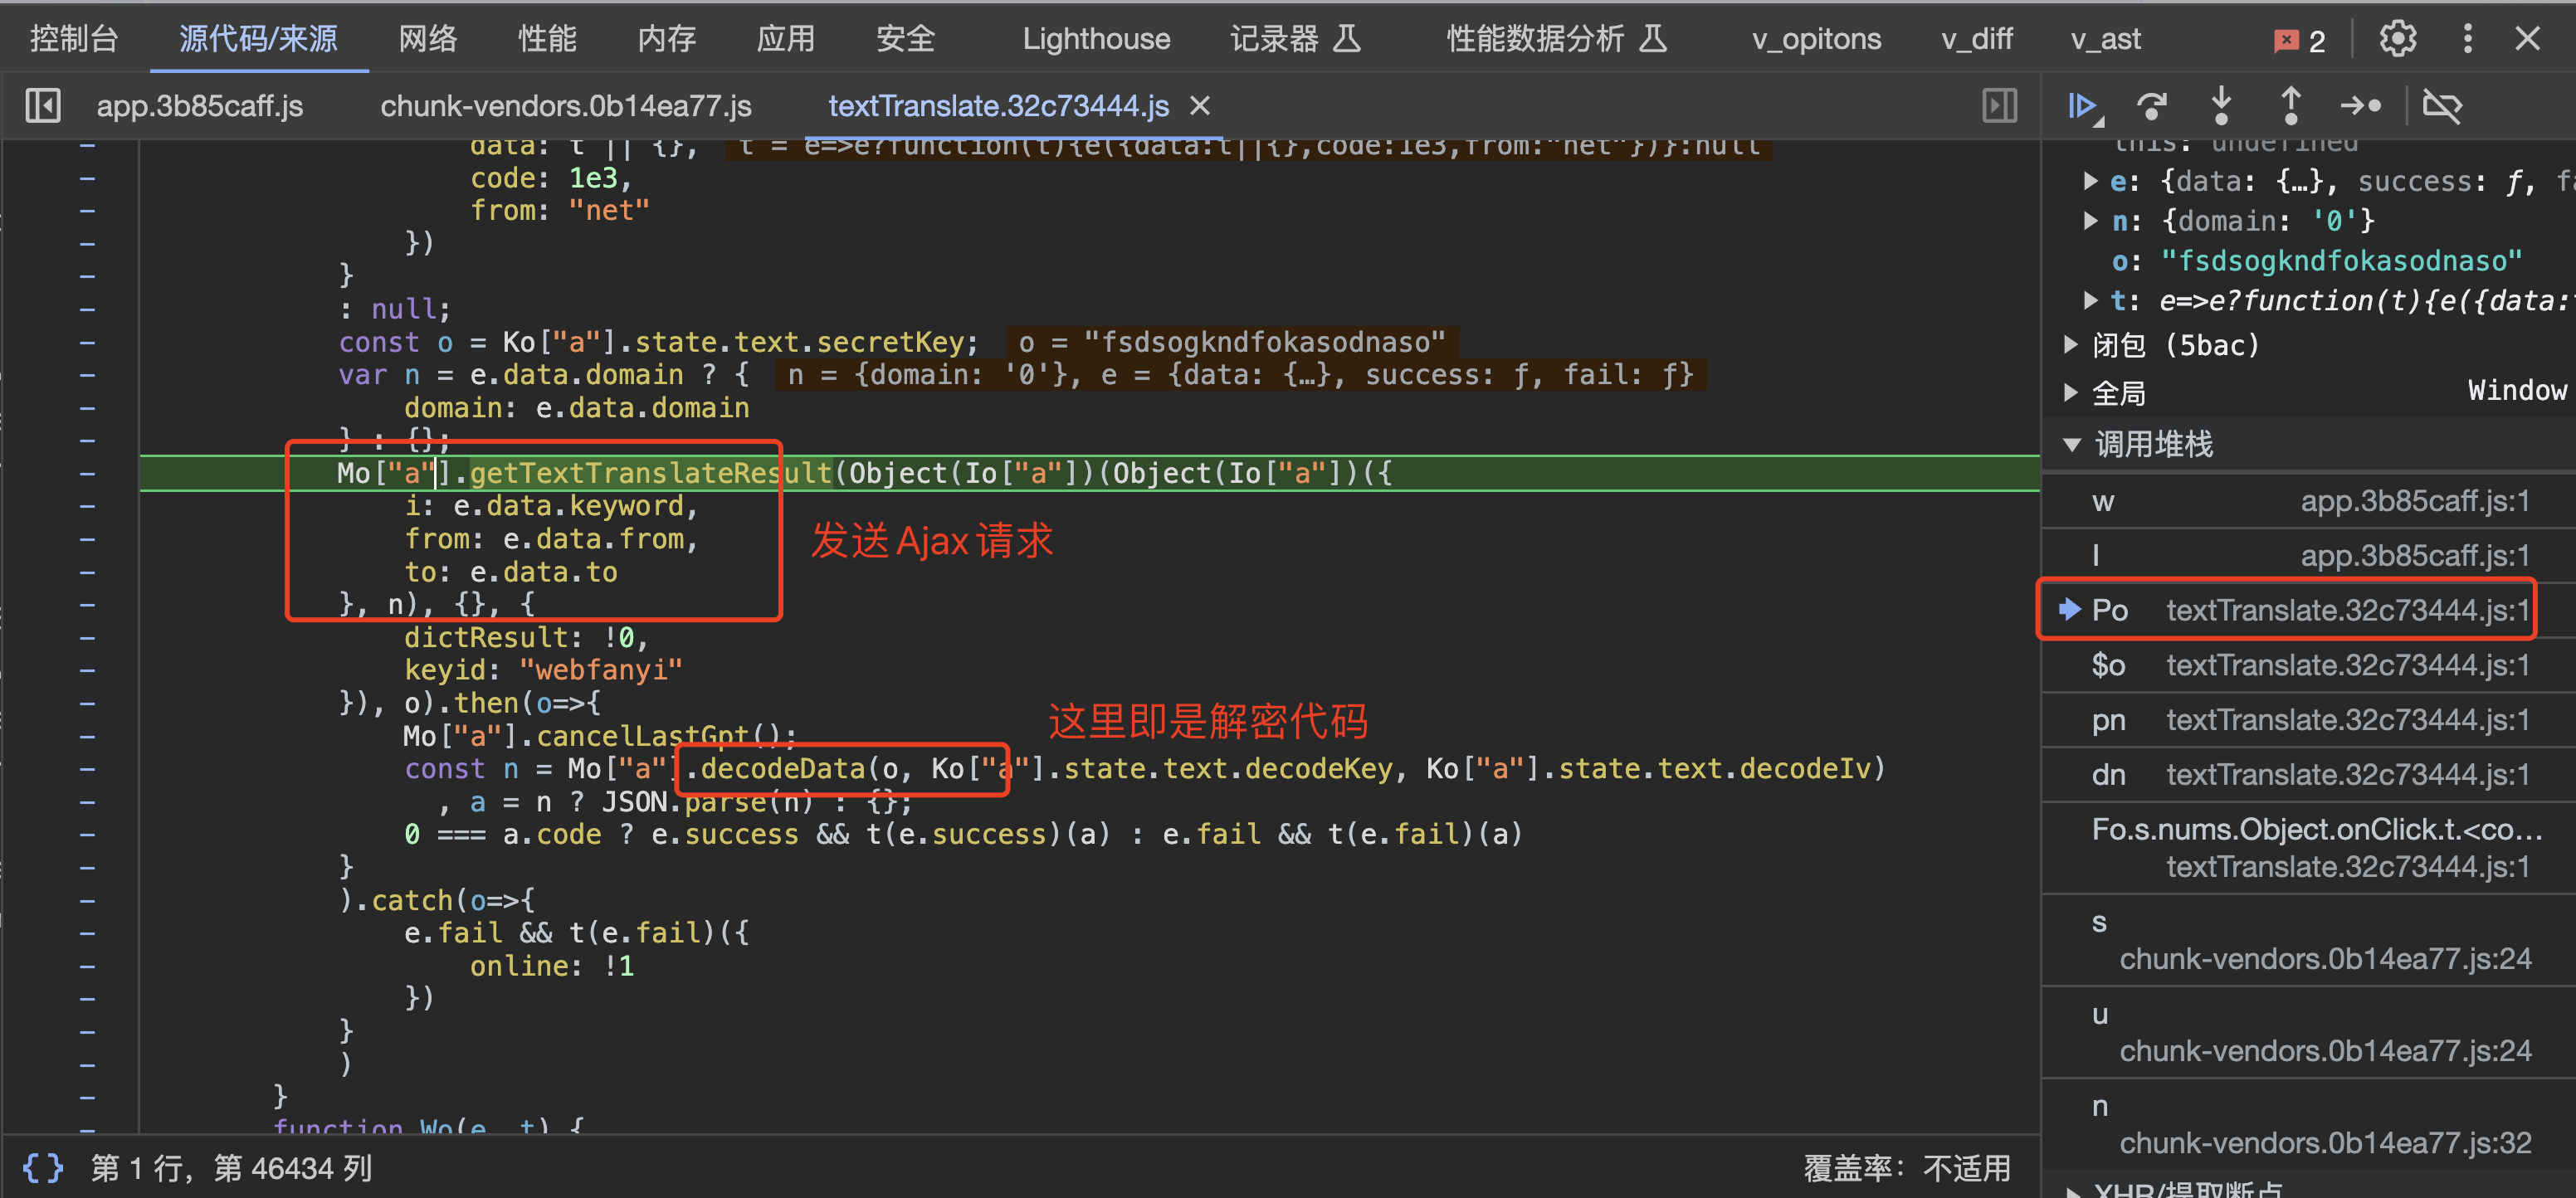 控制台 源代码/来源 网络 性能 内存 应用 安全 Lighthouse 记录器 性能数据分析 v_opitons v_diff v_ast 2
app.3b85caff.js chunk-vendors.0b14ea77.js textTranslate.32c73444.js
data: t || {}, t = e=>e?function(t){e({data:t||{},code:1e3,from:"net"})}:null
code: 1e3,
from: "net"
})
}
: null;
const o = Ko["a"].state.text.secretKey; o = "fsdsogkndfokasodnaso"
var n = e.data.domain ? { n = {domain: '0'}, e = {data: {…}, success: ƒ, fail: ƒ}
domain: e.data.domain
} : {};
Mo["a"].getTextTranslateResult(Object(Io["a"])(Object(Io["a"])({
i: e.data.keyword,
from: e.data.from,
发送Ajax请求
to: e.data.to
}, n), {}, {
dictResult: !0,
keyid: "webfanyi"
}), o).then(o=>{
这里即是解密代码
Mo["a"].cancelLastGpt();
const n = Mo["a"].decodeData(o, Ko["a"].state.text.decodeKey, Ko["a"].state.text.decodeIv)
, a = n ? JSON.parse(n) : {};
0 === a.code ? e.success && t(e.success)(a) : e.fail && t(e.fail)(a)
}
).catch(o=>{
e.fail && t(e.fail)({
online: !1
})
}
)
}
function Wo(e, t) {
{} 第 1 行，第 46434 列 覆盖率：不适用
this: undefined
e: {data: {…}, success: ƒ, fa
n: {domain: '0'}
o: "fsdsogkndfokasodnaso"
t: e=>e?function(t){e({data:
闭包 (5bac)
全局 Window
调用堆栈
w app.3b85caff.js:1
l app.3b85caff.js:1
Po textTranslate.32c73444.js:1
$o textTranslate.32c73444.js:1
pn textTranslate.32c73444.js:1
dn textTranslate.32c73444.js:1
Fo.s.nums.Object.onClick.t.<co…
textTranslate.32c73444.js:1
s
chunk-vendors.0b14ea77.js:24
u
chunk-vendors.0b14ea77.js:24
n
chunk-vendors.0b14ea77.js:32
XHR/提取断点